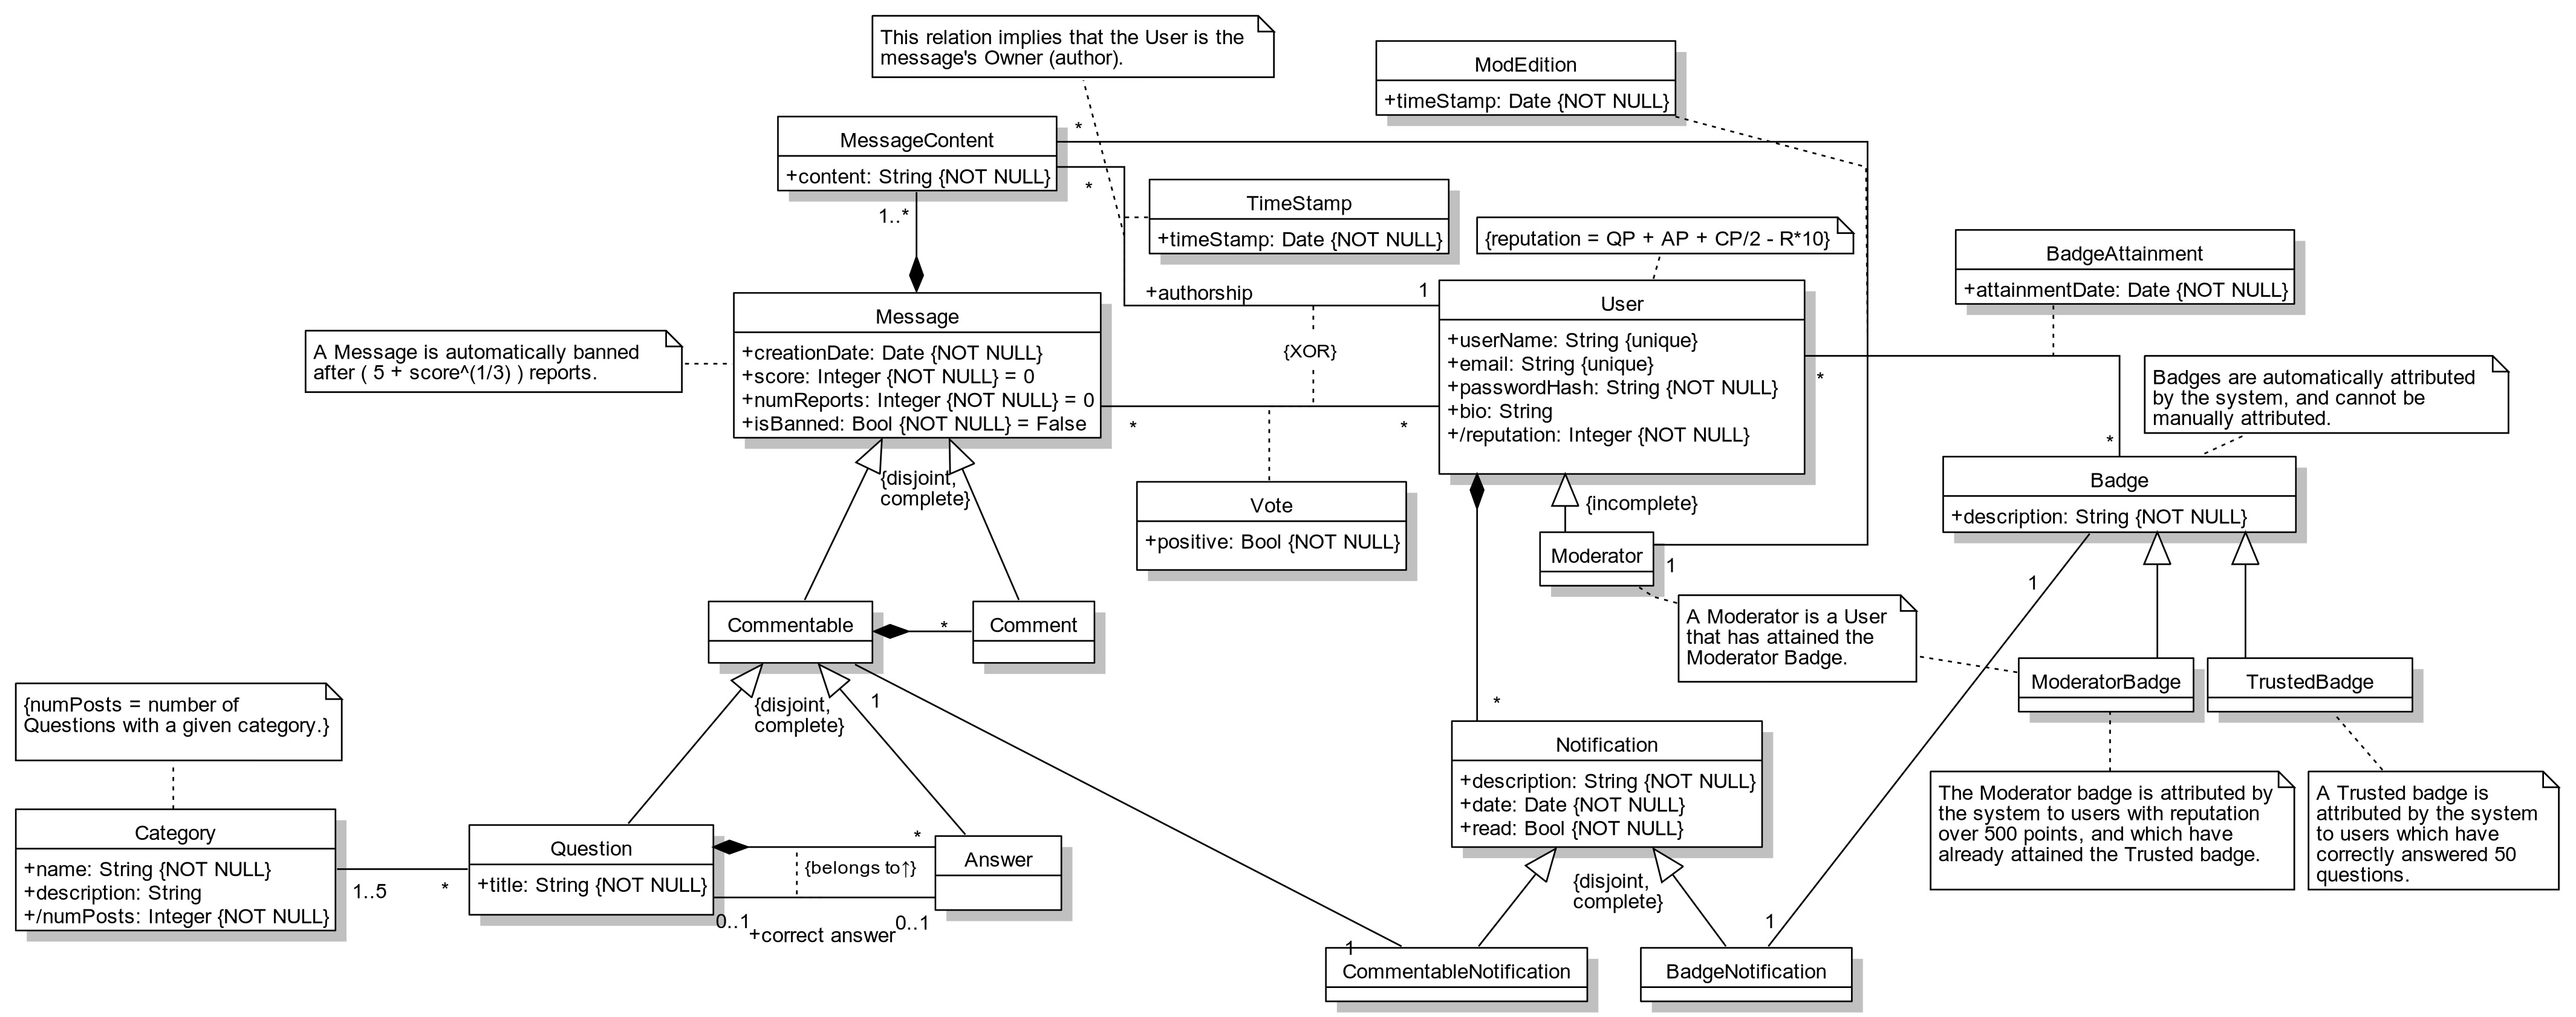 This relation implies that the User is the
message's Owner (author).
ModEdition
+timeStamp: Date {NOT NULL}
MessageContent
+content: String {NOT NULL}
*
*
1..*
TimeStamp
+timeStamp: Date {NOT NULL}
{reputation = QP + AP + CP/2 - R*10}
BadgeAttainment
+attainmentDate: Date {NOT NULL}
+authorship
1
Message
+creationDate: Date {NOT NULL}
+score: Integer {NOT NULL} = 0
+numReports: Integer {NOT NULL} = 0
+isBanned: Bool {NOT NULL} = False
A Message is automatically banned
after ( 5 + score^(1/3) ) reports.
{XOR}
*
*
User
+userName: String {unique}
+email: String {unique}
+passwordHash: String {NOT NULL}
+bio: String
+/reputation: Integer {NOT NULL}
*
*
Badges are automatically attributed
by the system, and cannot be
manually attributed.
Badge
+description: String {NOT NULL}
{disjoint,
complete}
Vote
+positive: Bool {NOT NULL}
{incomplete}
Moderator
1
1
A Moderator is a User
that has attained the
Moderator Badge.
Commentable
*
Comment
ModeratorBadge
TrustedBadge
{numPosts = number of
Questions with a given category.}
{disjoint,
complete}
1
*
Notification
+description: String {NOT NULL}
+date: Date {NOT NULL}
+read: Bool {NOT NULL}
The Moderator badge is attributed by
the system to users with reputation
over 500 points, and which have
already attained the Trusted badge.
A Trusted badge is
attributed by the system
to users which have
correctly answered 50
questions.
Category
+name: String {NOT NULL}
+description: String
+/numPosts: Integer {NOT NULL}
1..5
*
Question
+title: String {NOT NULL}
*
{belongs to↑}
Answer
0..1
+correct answer
0..1
{disjoint,
complete}
1
1
CommentableNotification
BadgeNotification